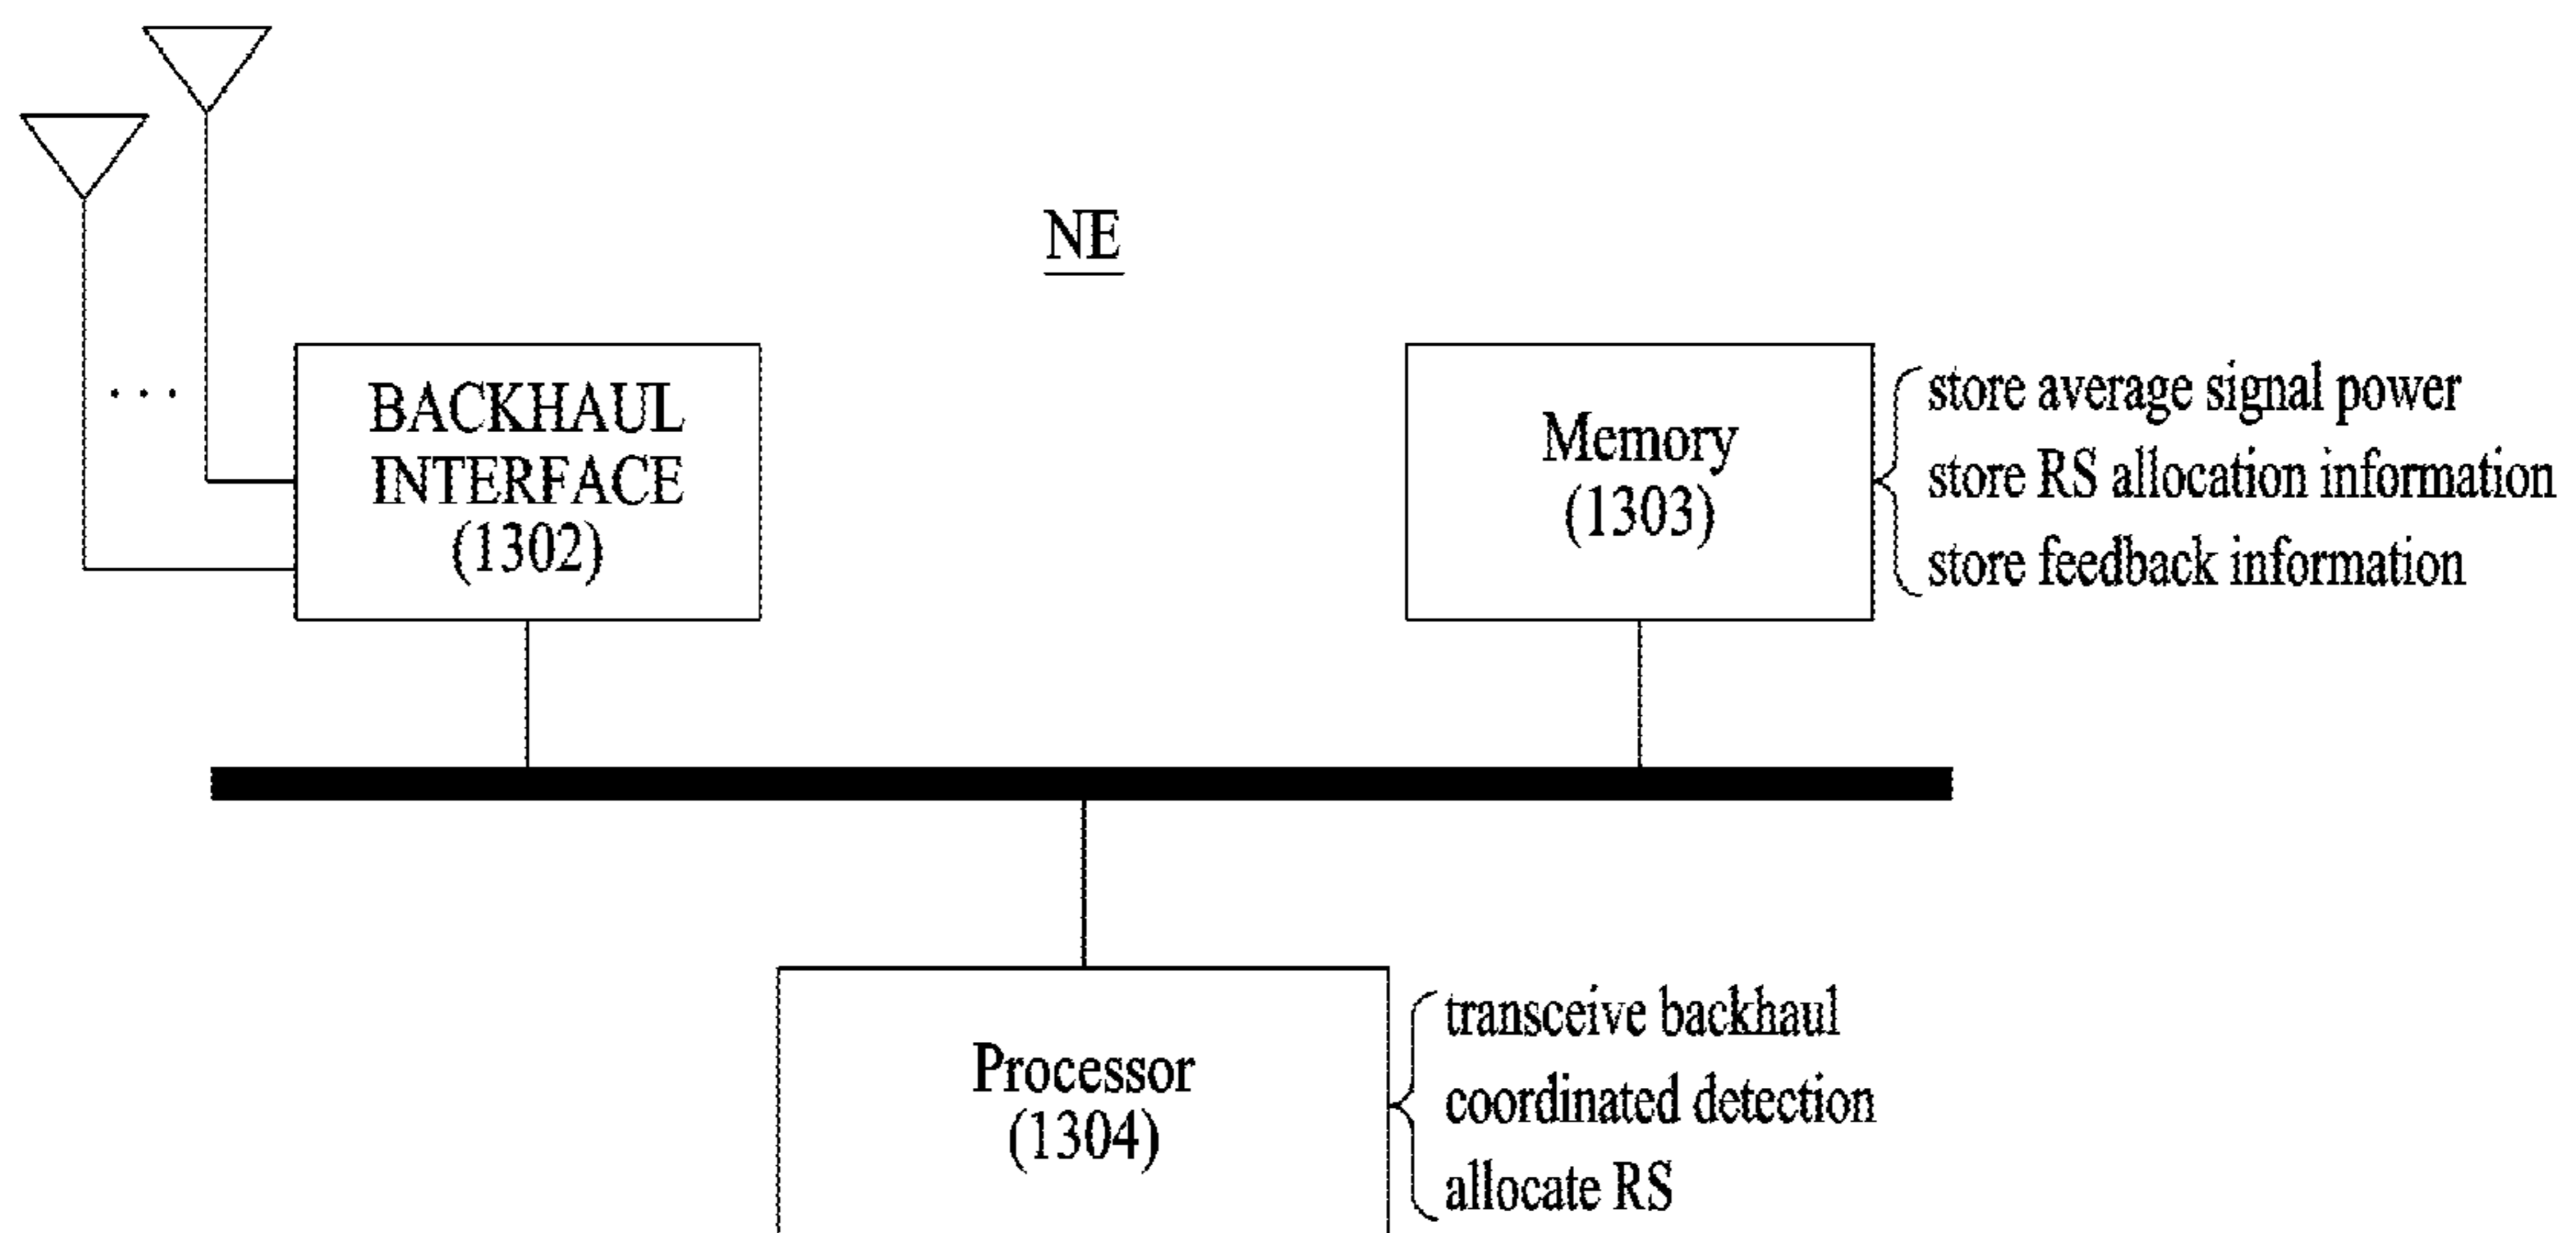 NE
BACKHAUL
INTERFACE
(1302)
Memory
(1303)
store average signal power
store RS allocation information
store feedback information
Processor
(1304)
transceive backhaul
coordinated detection
allocate RS